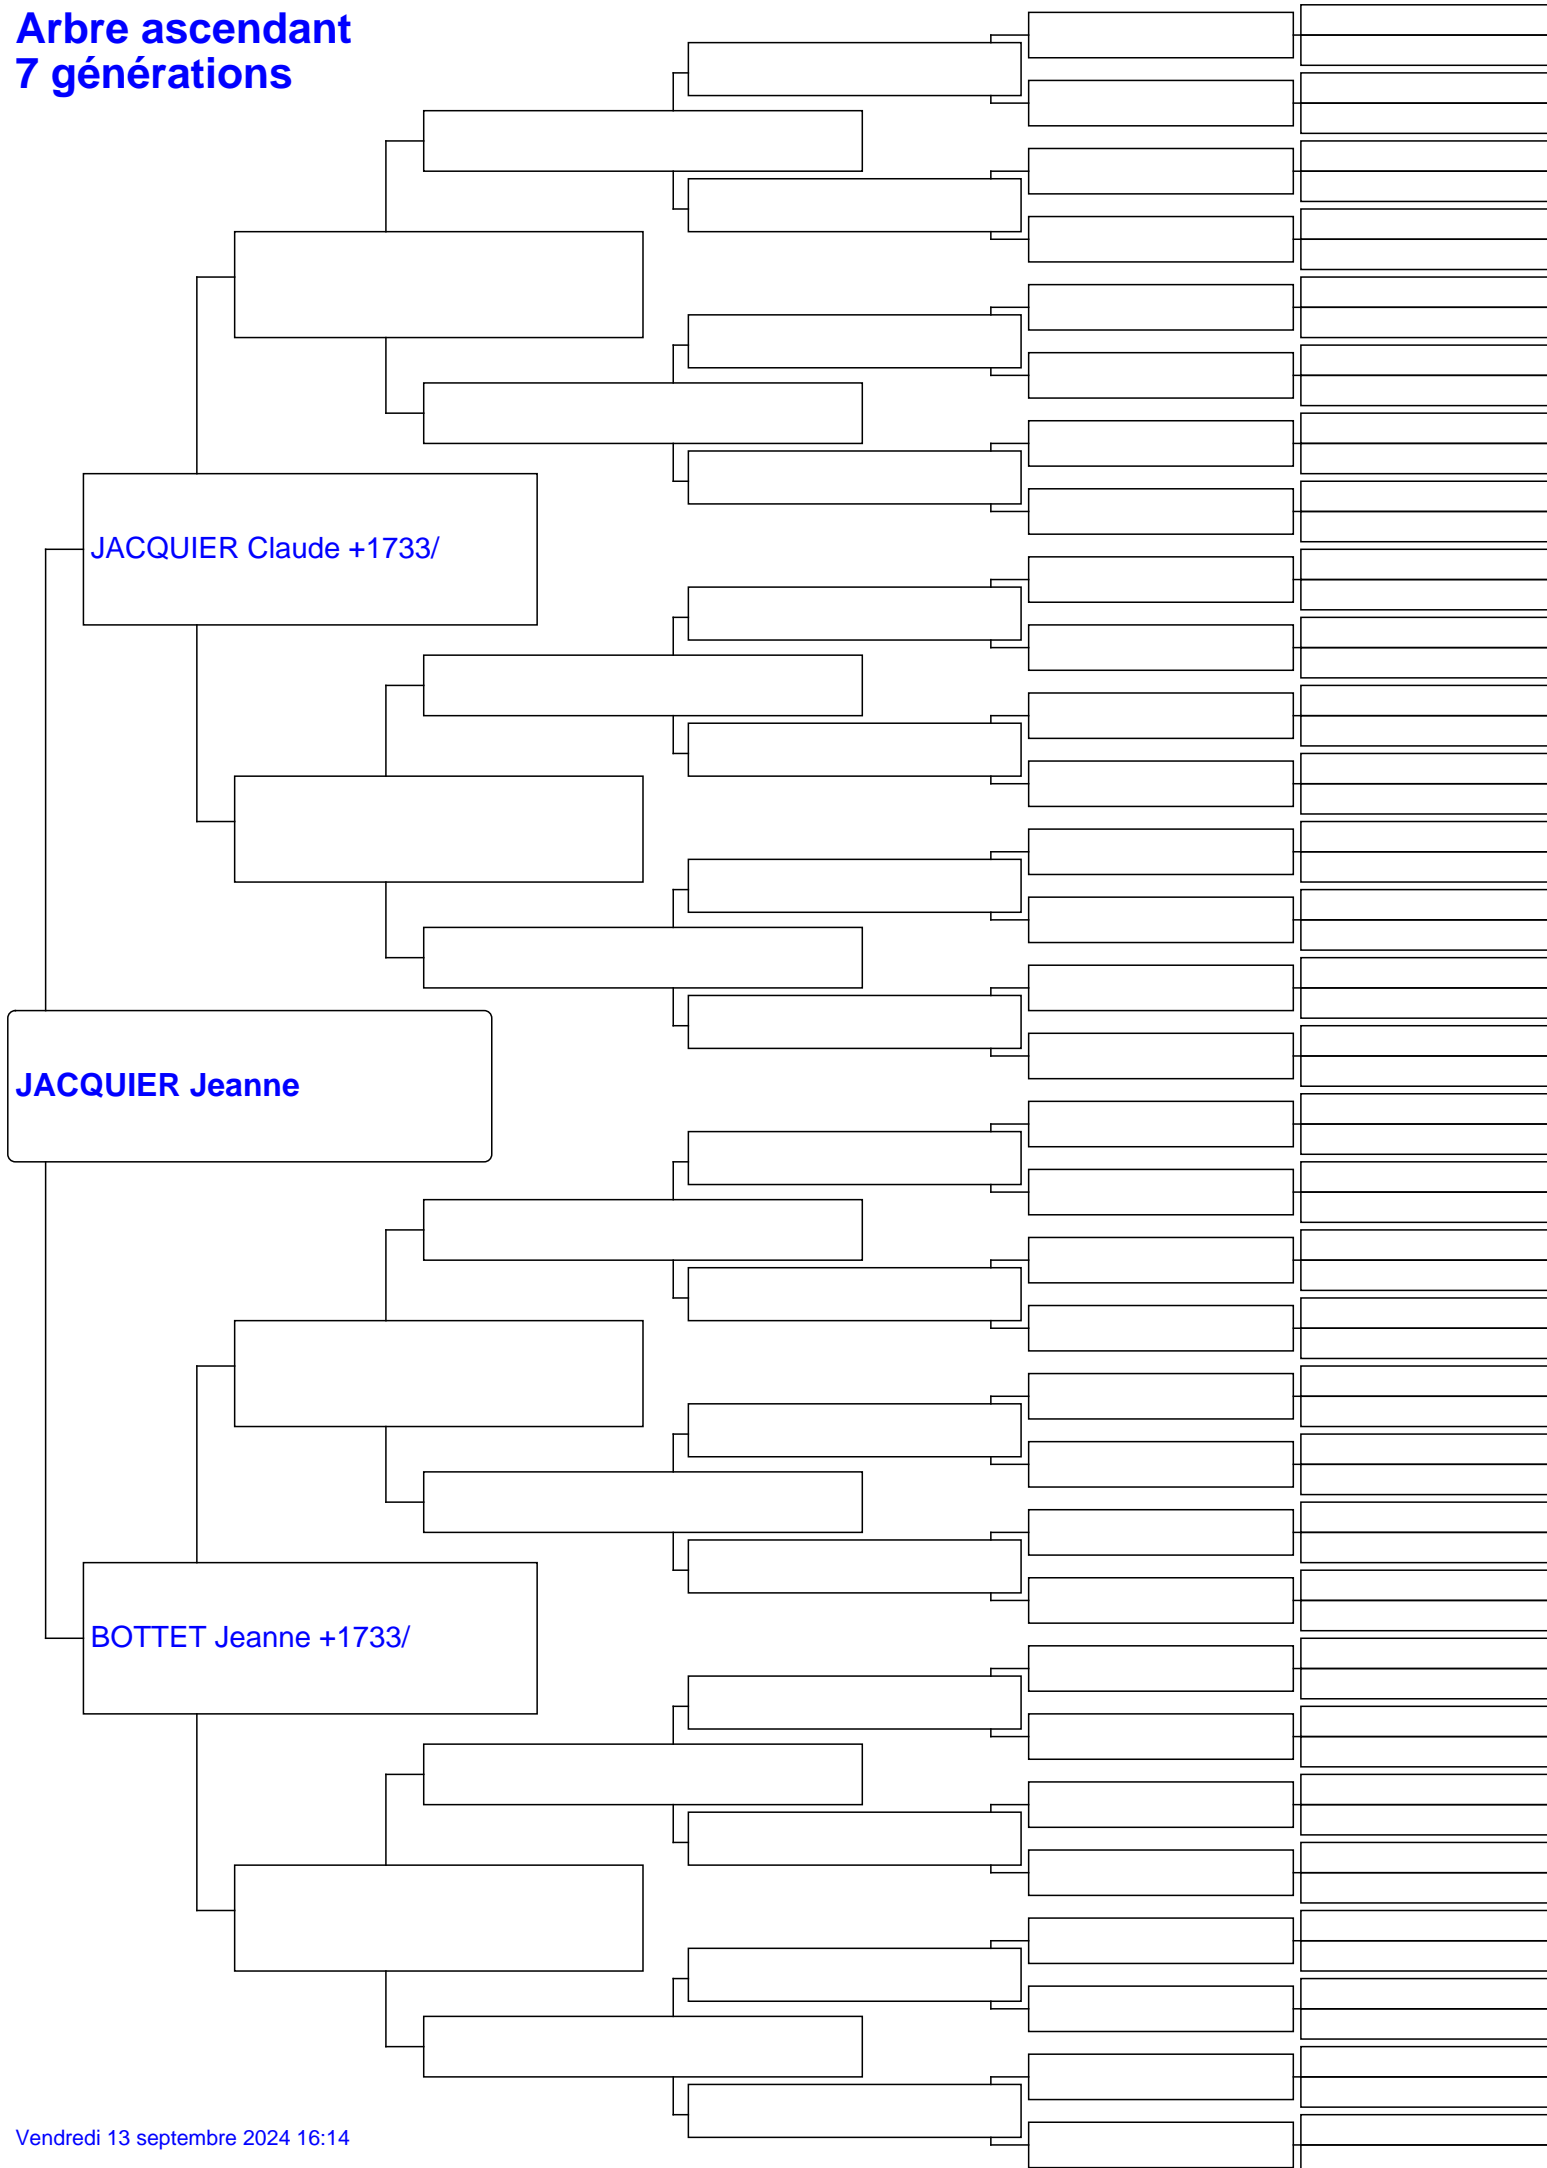 Arbre ascendant
7 générations
JACQUIER Claude +1733/
JACQUIER Jeanne
BOTTET Jeanne +1733/
Vendredi 13 septembre 2024 16:14